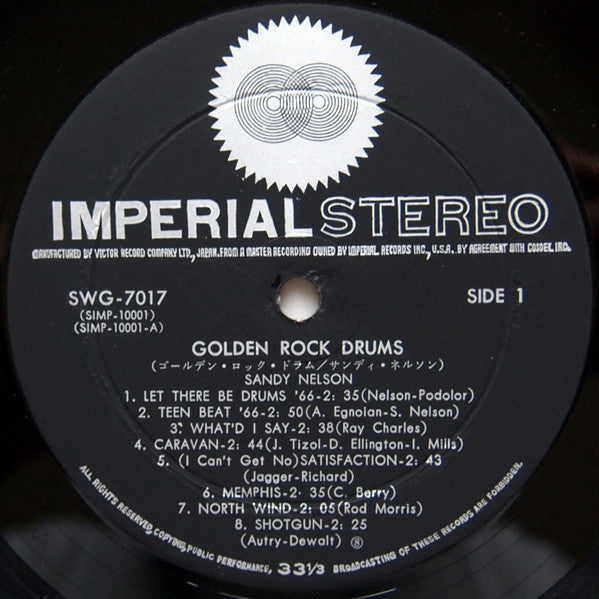 IMPERIAL STEREO
MANUFACTURED BY VICTOR RECORD COMPANY LTD., JAPAN. FROM A MASTER RECORDING OWNED BY IMPERIAL RECORDS INC., U.S.A. BY AGREEMENT WITH COSDEL INC.
SWG-7017
(SIMP-10001)
(SIMP-10001-A)
SIDE 1
GOLDEN ROCK DRUMS
(ゴールデン・ロック・ドラム/サンディ・ネルソン)
SANDY NELSON
1. LET THERE BE DRUMS '66-2: 35(Nelson-Podolor)
2. TEEN BEAT '66-2: 50(A. Egnoian-S. Nelson)
3. WHAT'D I SAY-2: 38(Ray Charles)
4. CARAVAN-2: 44(J. Tizol-D. Ellington-I. Mills)
5. (I Can't Get No)SATISFACTION-2: 43
(Jagger-Richard)
6. MEMPHIS-2: 35(C. Berry)
7. NORTH WIND-2: 05(Rod Morris)
8. SHOTGUN-2: 25
(Autry-Dewalt) ⑧
ALL RIGHTS RESERVED, COPYING, PUBLIC PERFORMANCE, 33 1/3 BROADCASTING OF THESE RECORDS ARE FORBIDDEN.